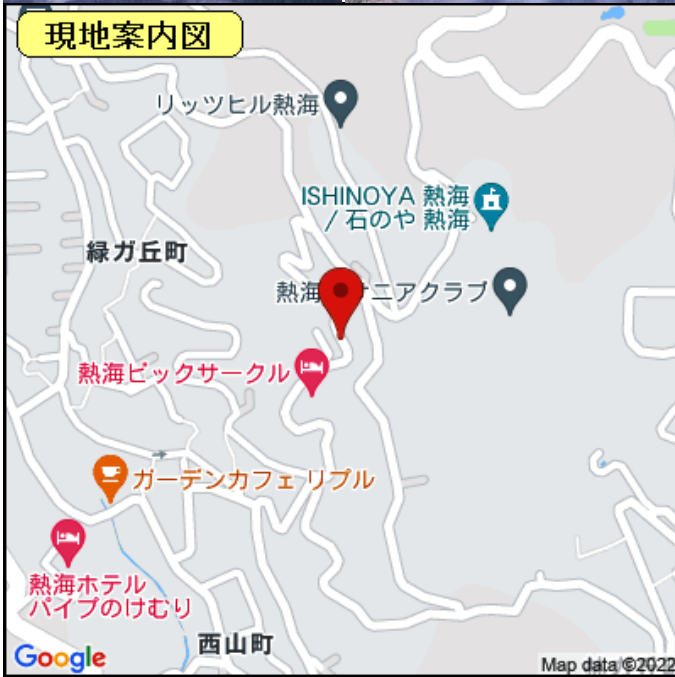 現地案内図
リッツヒル熱海
ISHINOYA 熱海
/ 石のや 熱海
緑ガ丘町
熱海
ニアクラブ
熱海ビックサークル
ガーデンカフェ リプル
熱海ホテル
パイプのけむり
西山町
Google
Map data ©2022